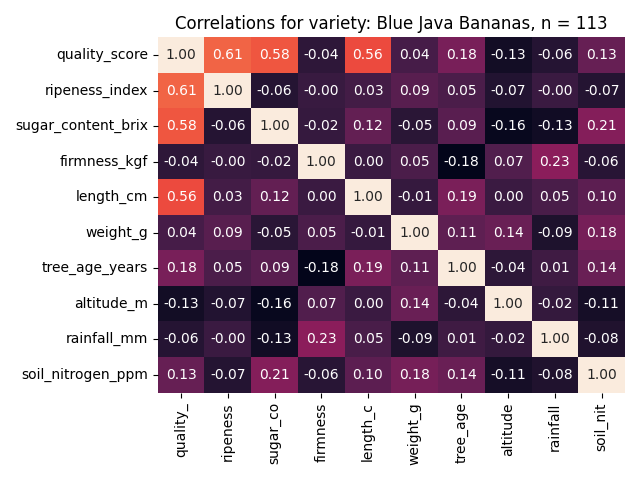 Correlations for variety: Blue Java Bananas, n = 113
quality_score 1.00 0.61 0.58 -0.04 0.56 0.04 0.18 -0.13 -0.06 0.13
ripeness_index 0.61 1.00 -0.06 -0.00 0.03 0.09 0.05 -0.07 -0.00 -0.07
sugar_content_brix 0.58 -0.06 1.00 -0.02 0.12 -0.05 0.09 -0.16 -0.13 0.21
firmness_kgf -0.04 -0.00 -0.02 1.00 0.00 0.05 -0.18 0.07 0.23 -0.06
length_cm 0.56 0.03 0.12 0.00 1.00 -0.01 0.19 0.00 0.05 0.10
weight_g 0.04 0.09 -0.05 0.05 -0.01 1.00 0.11 0.14 -0.09 0.18
tree_age_years 0.18 0.05 0.09 -0.18 0.19 0.11 1.00 -0.04 0.01 0.14
altitude_m -0.13 -0.07 -0.16 0.07 0.00 0.14 -0.04 1.00 -0.02 -0.11
rainfall_mm -0.06 -0.00 -0.13 0.23 0.05 -0.09 0.01 -0.02 1.00 -0.08
soil_nitrogen_ppm 0.13 -0.07 0.21 -0.06 0.10 0.18 0.14 -0.11 -0.08 1.00
quality_ ripeness sugar_co firmness length_c weight_g tree_age altitude rainfall soil_nit